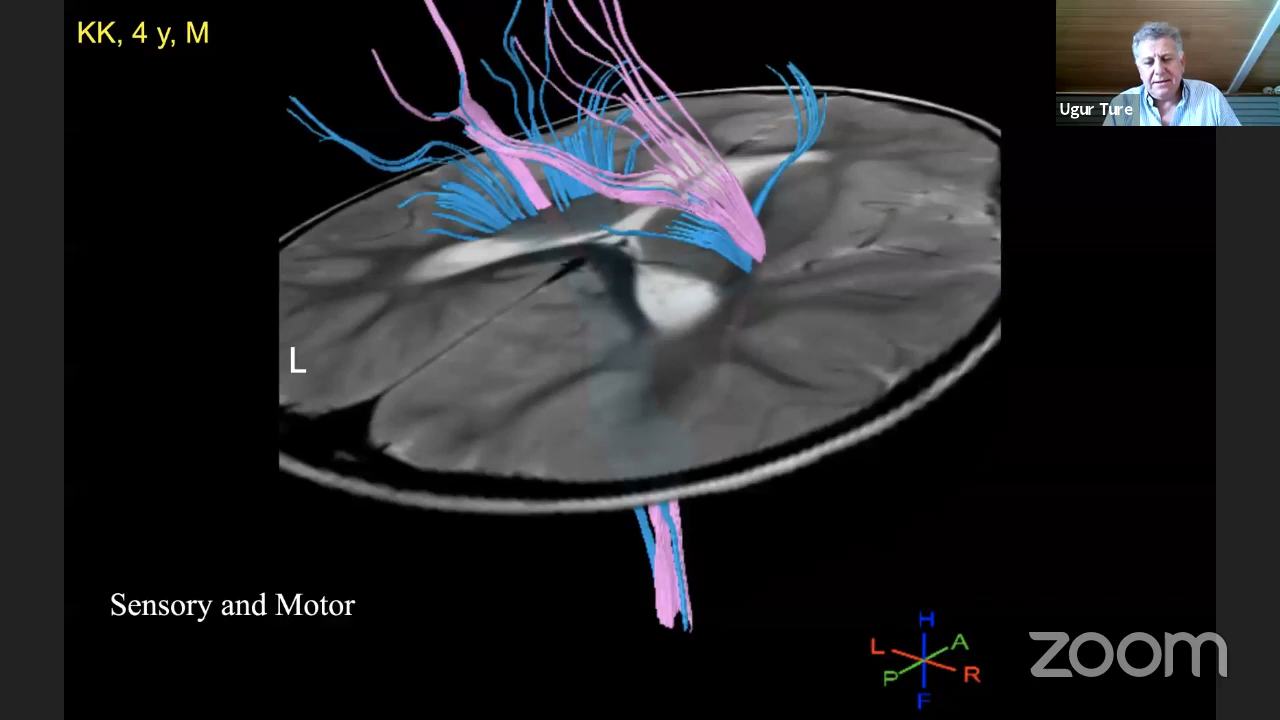 KK, 4 y, M
Ugur Ture
L
Sensory and Motor
H
L A
P R
F
zoom